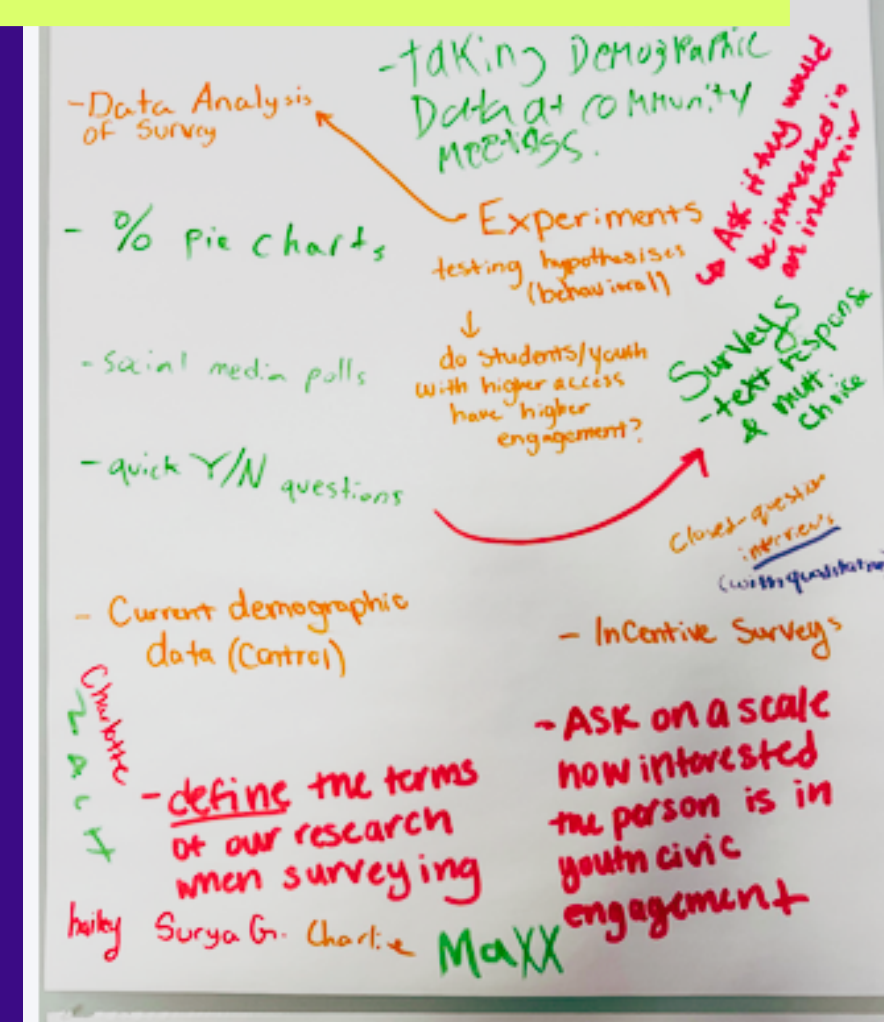 -Data Analysis
of Survey
-taking Demographic
Data at community
Meetings.
↳ Ask if they would
be intrested in
an interview
- % pie charts
- Experiments
testing hypothesises
(behavioral)
↓
do students/youth
with higher access
have higher
engagement?
Surveys
-text response
& mult.
choice
-social media polls
-quick Y/N questions
Closed-question
interviews
(with qualitative
- Current demographic
data (Control)
- Incentive Surveys
-ASK on a scale
how interested
the person is in
youth civic
engagement
-define the terms
of our research
when surveying
Charlotte
ZACH
hailey Surya G. Charlie Maxx